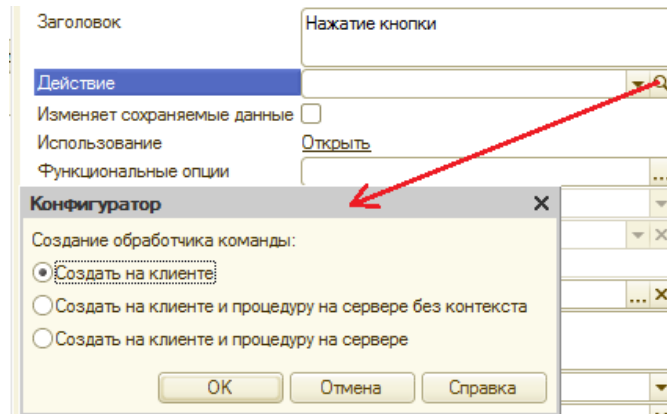 Заголовок
Нажатие кнопки
Действие
Изменяет сохраняемые данные
Использование
Открыть
Функциональные опции
...
Конфигуратор
Создание обработчика команды:
Создать на клиенте
Создать на клиенте и процедуру на сервере без контекста
Создать на клиенте и процедуру на сервере
...
ОК
Отмена
Справка